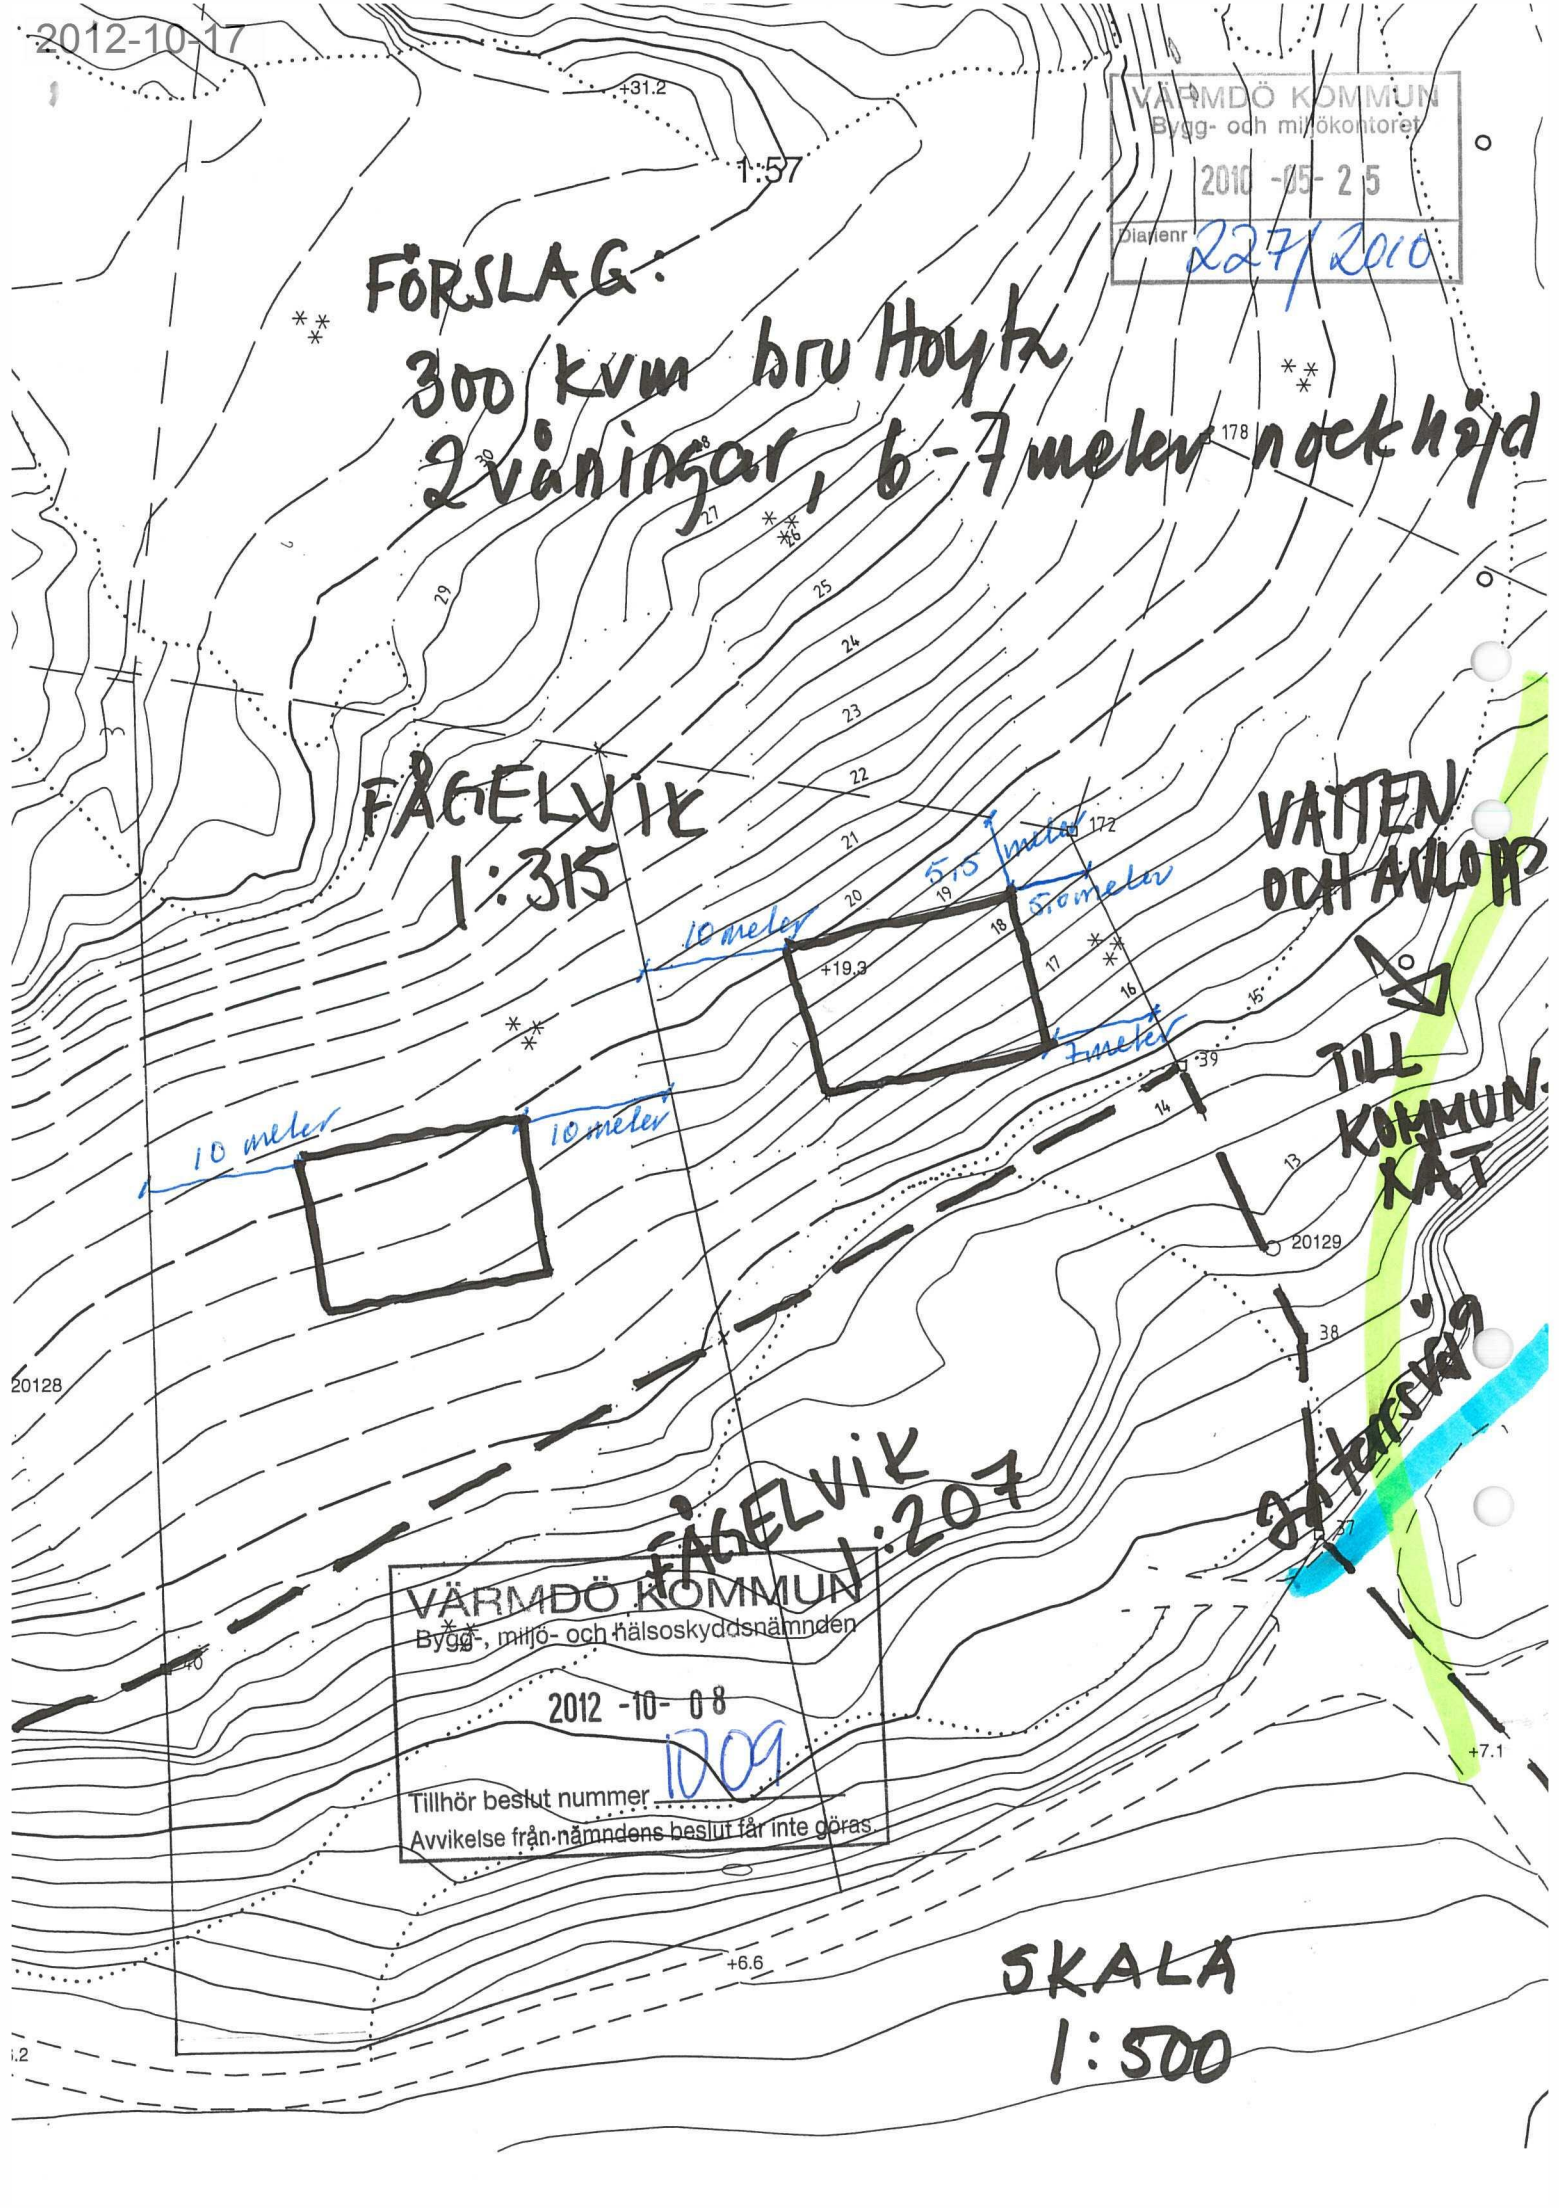 2012-10-17
+31.2
VÄRMDÖ KOMMUN
Bygg- och miljökontoret
2010 -05- 25
Diarienr 227/2010
1:57
FÖRSLAG:
300 kvm bruttoyta
2 våningar, 6-7 meter nockhöjd
178
30
28
27
26
29
25
24
23
22
21
20
19
18
17
16
15
14
13
FÅGELVIK
1:315
5,5 meter
172
5,0 meter
10 meter
+19.3
7 meter
39
VATTEN
OCH AVLOPP
TILL
KOMMUN-
NÄT
10 meter
10 meter
20129
38
20128
Infartsväg
37
FÅGELVIK
1:207
VÄRMDÖ KOMMUN
Bygg-, miljö- och hälsoskyddsnämnden
2012 -10- 08
Tillhör beslut nummer 1009
Avvikelse från nämndens beslut får inte göras.
40
+7.1
+6.6
SKALA
1:500